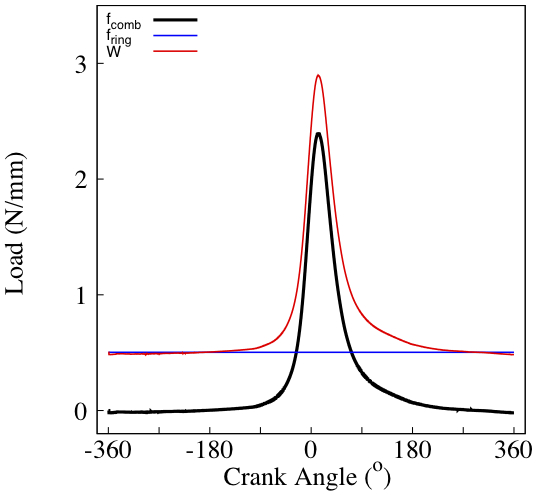 f_comb
f_ring
W
3
2
1
0
Load (N/mm)
-360 -180 0 180 360
Crank Angle (°)